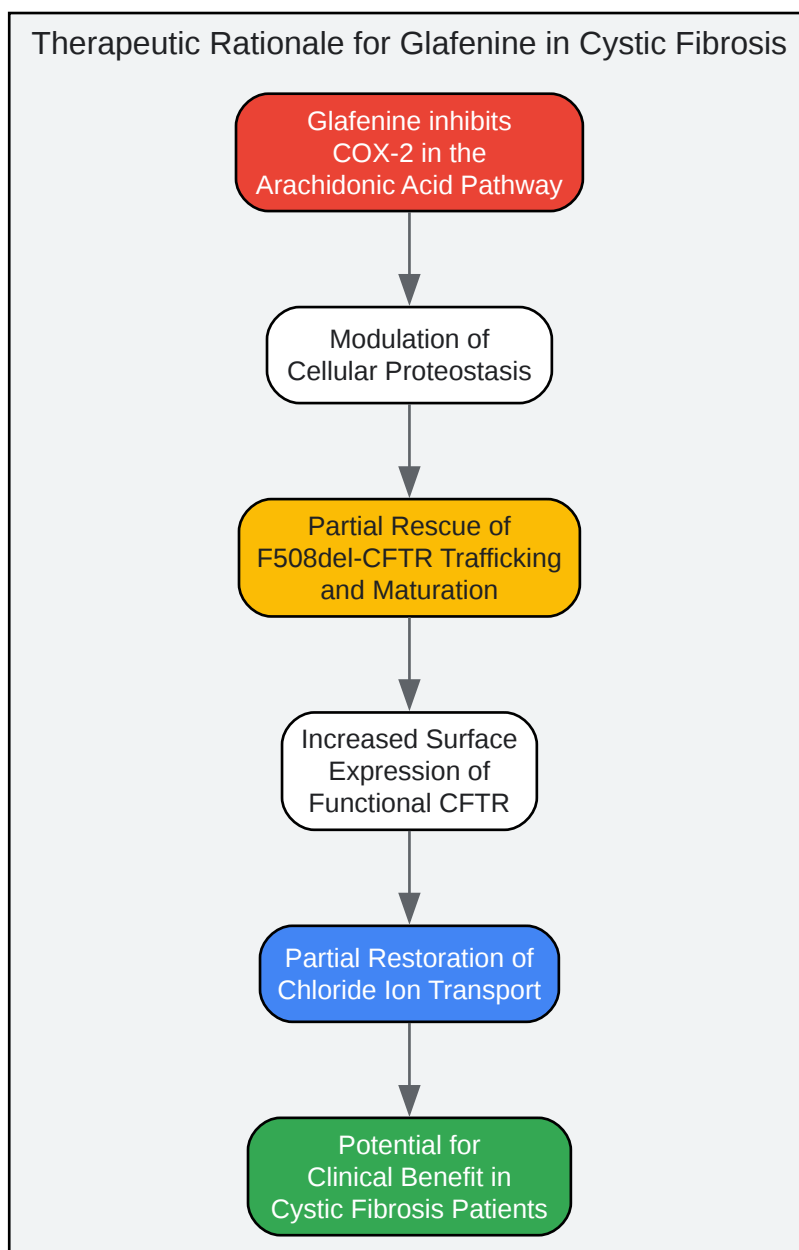 Therapeutic Rationale for Glafenine in Cystic Fibrosis
Glafenine inhibits
COX-2 in the
Arachidonic Acid Pathway
Modulation of
Cellular Proteostasis
Partial Rescue of
F508del-CFTR Trafficking
and Maturation
Increased Surface
Expression of
Functional CFTR
Partial Restoration of
Chloride Ion Transport
Potential for
Clinical Benefit in
Cystic Fibrosis Patients